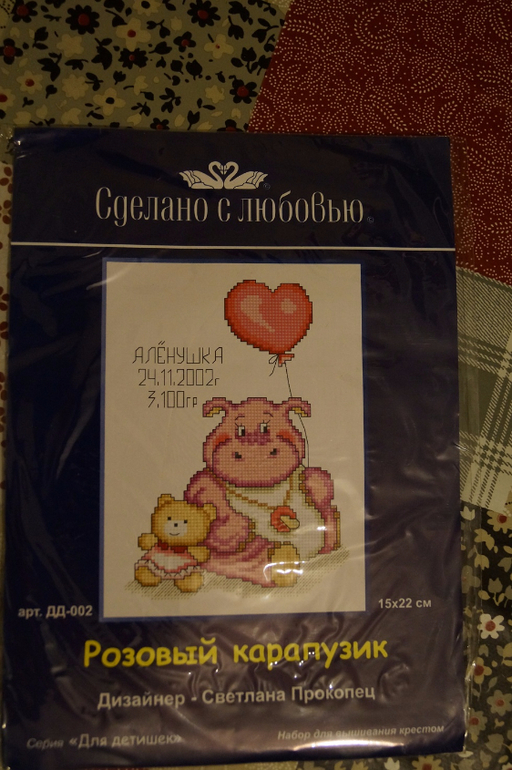 Сделано с любовью
АЛЁНУШКА
24.11.2002г
3,100гр
арт. ДД-002
15x22 см
Розовый карапузик
Дизайнер - Светлана Прокопец
Серия «Для детишек»
Набор для вышивания крестом